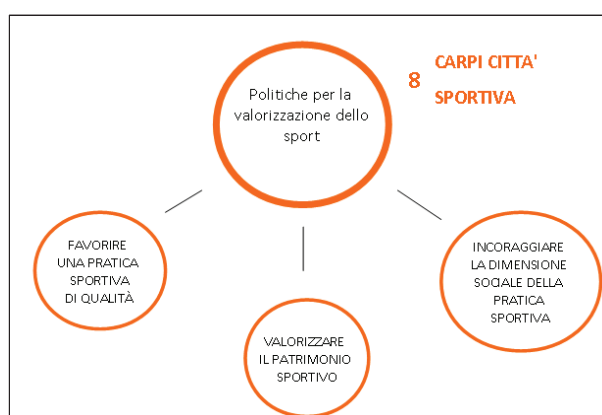 8 CARPI CITTA'
SPORTIVA
Politiche per la
valorizzazione dello
sport
FAVORIRE
UNA PRATICA
SPORTIVA
DI QUALITÀ
VALORIZZARE
IL PATRIMONIO
SPORTIVO
INCORAGGIARE
LA DIMENSIONE
SOCIALE DELLA
PRATICA
SPORTIVA